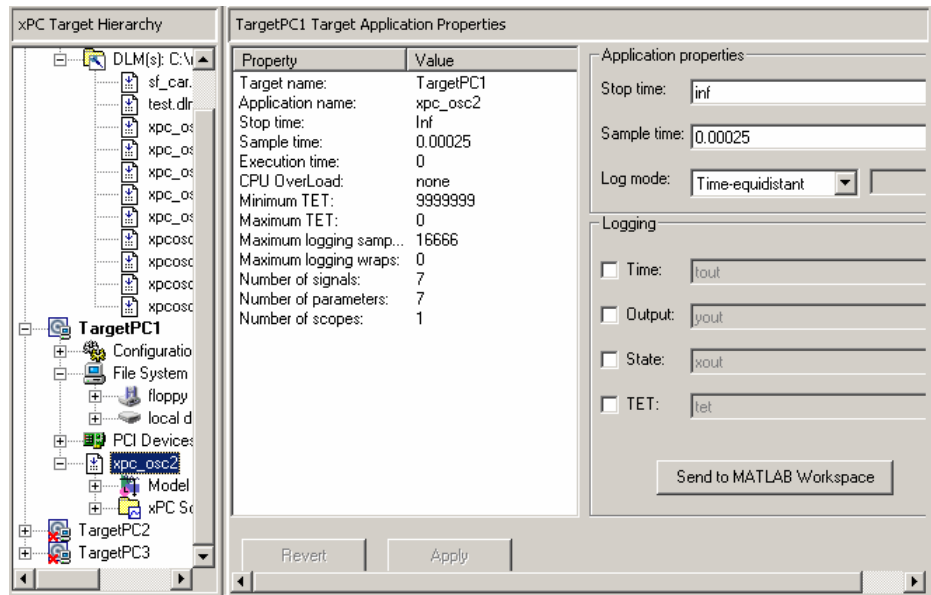 xPC Target Hierarchy
DLM(s): C:\
sf_car.
test.dlm
xpc_os
xpc_os
xpc_os
xpc_os
xpc_os
xpcosc
xpcosc
xpcosc
xpcosc
TargetPC1
Configuratio
File System
floppy
local d
PCI Devices
xpc_osc2
Model
xPC Sc
TargetPC2
TargetPC3
TargetPC1 Target Application Properties
Property Value
Target name: TargetPC1
Application name: xpc_osc2
Stop time: Inf
Sample time: 0.00025
Execution time: 0
CPU OverLoad: none
Minimum TET: 9999999
Maximum TET: 0
Maximum logging samp... 16666
Maximum logging wraps: 0
Number of signals: 7
Number of parameters: 7
Number of scopes: 1
Revert Apply
Application properties
Stop time: inf
Sample time: 0.00025
Log mode: Time-equidistant
Logging
Time: tout
Output: yout
State: xout
TET: tet
Send to MATLAB Workspace